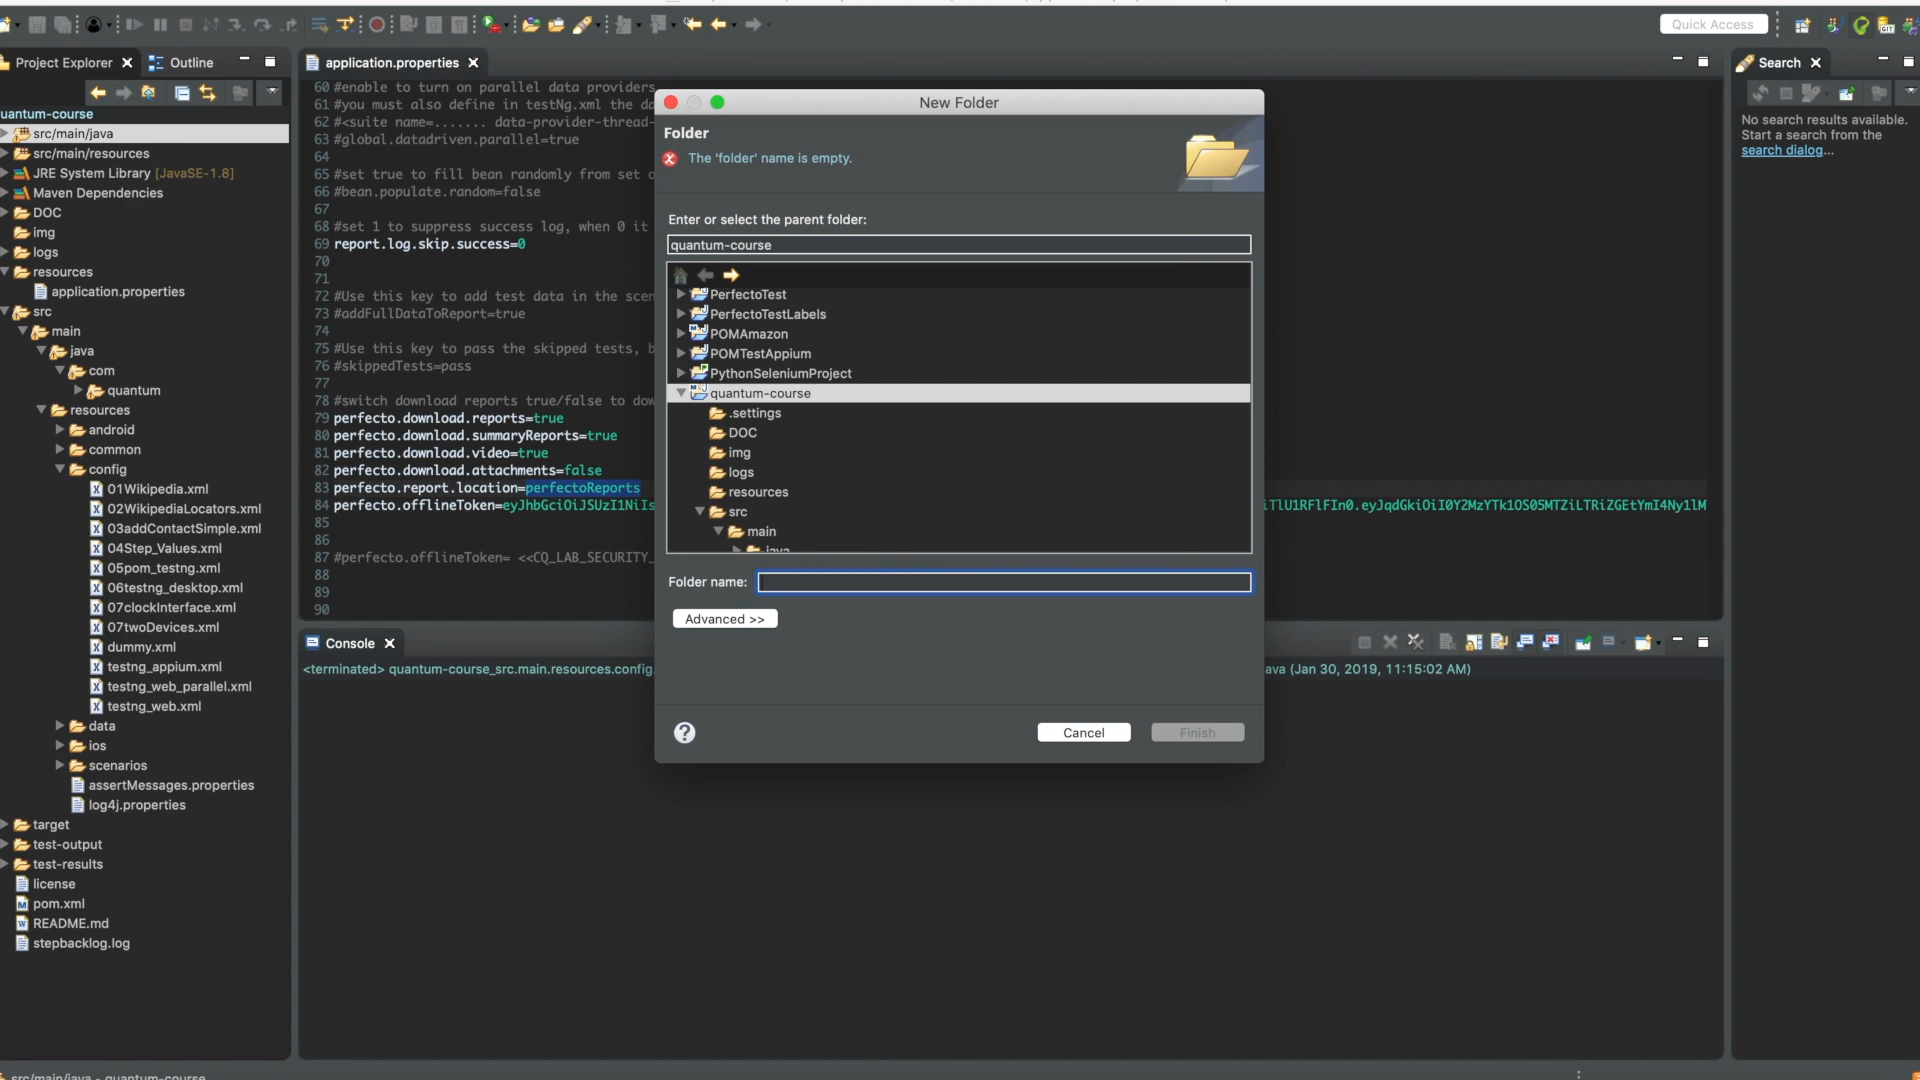 Quick Access
Project Explorer
Outline
uantum-course
src/main/java
src/main/resources
JRE System Library [JavaSE-1.8]
Maven Dependencies
DOC
img
logs
resources
application.properties
src
main
java
com
quantum
resources
android
common
config
01Wikipedia.xml
02WikipediaLocators.xml
03addContactSimple.xml
04Step_Values.xml
05pom_testng.xml
06testng_desktop.xml
07clockInterface.xml
07twoDevices.xml
dummy.xml
testng_appium.xml
testng_web_parallel.xml
testng_web.xml
data
ios
scenarios
assertMessages.properties
log4j.properties
target
test-output
test-results
license
pom.xml
README.md
stepbacklog.log
application.properties
60 #enable to turn on parallel data providers
61 #you must also define in testNg.xml the da
62 #<suite name=....... data-provider-thread-
63 #global.datadriven.parallel=true
64
65 #set true to fill bean randomly from set o
66 #bean.populate.random=false
67
68 #set 1 to suppress success log, when 0 it
69 report.log.skip.success=0
70
71
72 #Use this key to add test data in the scen
73 #addFullDataToReport=true
74
75 #Use this key to pass the skipped tests, b
76 #skippedTests=pass
77
78 #switch download reports true/false to dow
79 perfecto.download.reports=true
80 perfecto.download.summaryReports=true
81 perfecto.download.video=true
82 perfecto.download.attachments=false
83 perfecto.report.location=perfectoReports
84 perfecto.offlineToken=eyJhbGciOiJSUzI1NiIs iTlU1RFlFIn0.eyJqdGkiOiI0Y2MzYTk1OS05MTZiLTRiZGEtYmI4Ny1lM
85
86
87 #perfecto.offlineToken= <<CQ_LAB_SECURITY_
88
89
90
New Folder
Folder
The 'folder' name is empty.
Enter or select the parent folder:
quantum-course
PerfectoTest
PerfectoTestLabels
POMAmazon
POMTestAppium
PythonSeleniumProject
quantum-course
.settings
DOC
img
logs
resources
src
main
java
Folder name:
Advanced >>
Cancel
Finish
Console
<terminated> quantum-course_src.main.resources.config. ava (Jan 30, 2019, 11:15:02 AM)
Search
No search results available.
Start a search from the
search dialog...
src/main/java - quantum-course